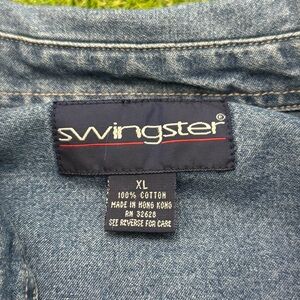 swingster®
XL
100% COTTON
MADE IN HONG KONG
RN 32628
SEE REVERSE FOR CARE